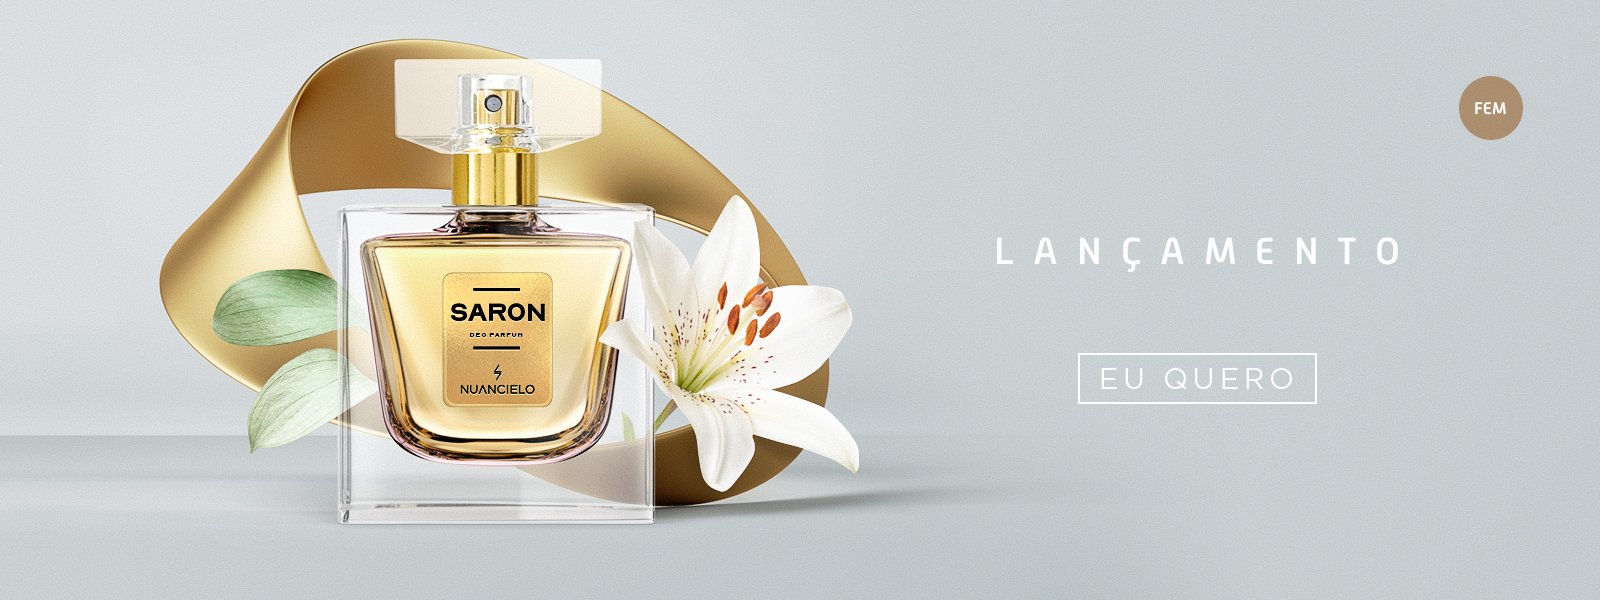 SARON
DEO PARFUM
NUANCIELO
FEM
LANÇAMENTO
EU QUERO